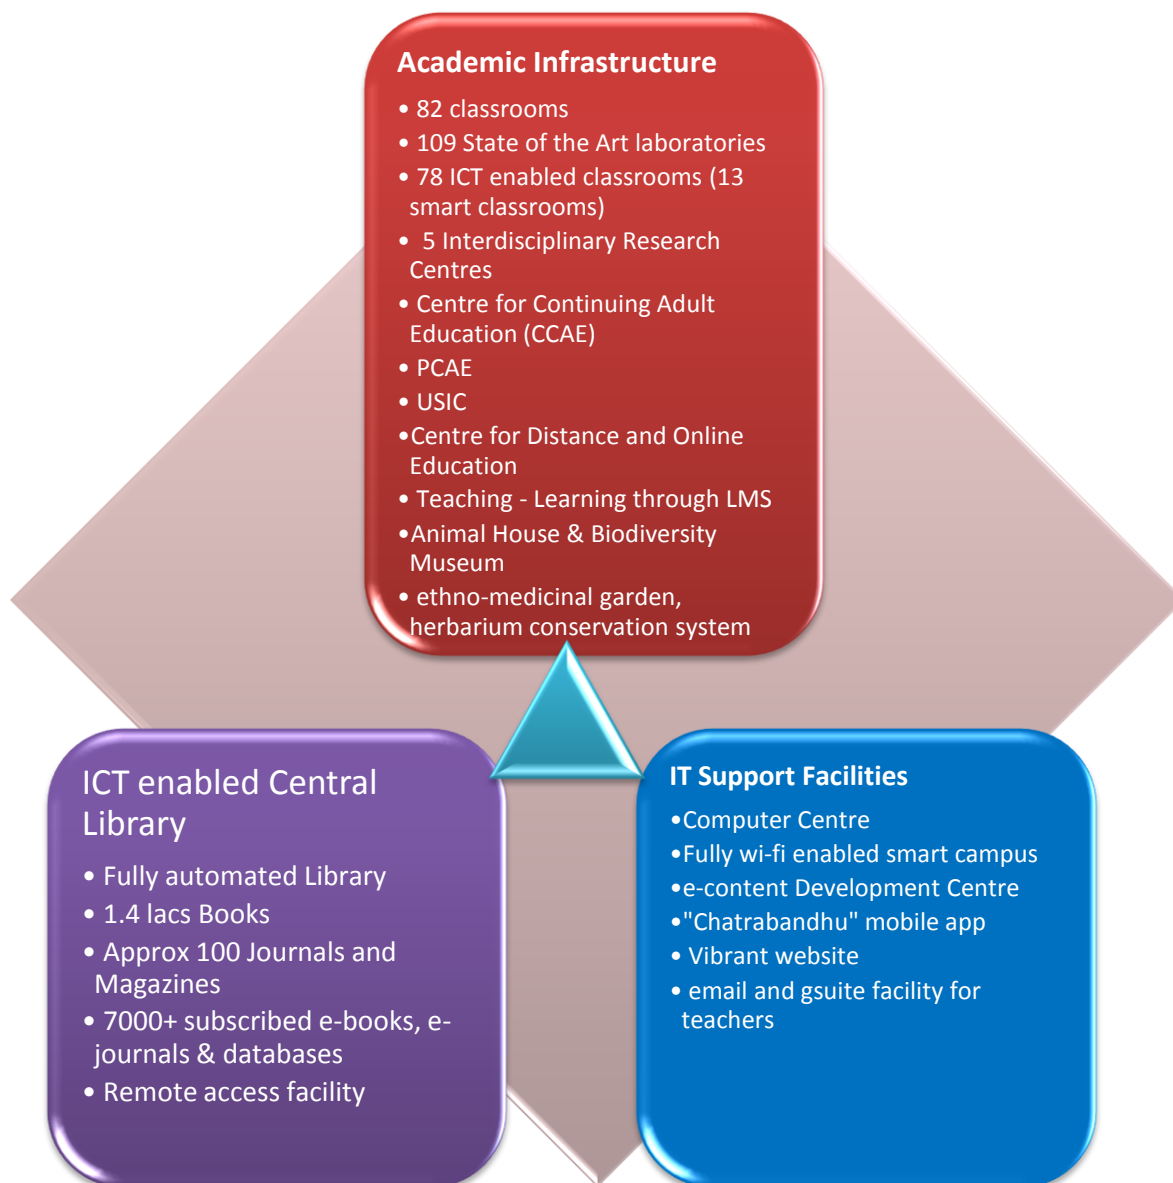 Academic Infrastructure
• 82 classrooms
• 109 State of the Art laboratories
• 78 ICT enabled classrooms (13
smart classrooms)
• 5 Interdisciplinary Research
Centres
• Centre for Continuing Adult
Education (CCAE)
• PCAE
• USIC
•Centre for Distance and Online
Education
• Teaching - Learning through LMS
•Animal House & Biodiversity
Museum
• ethno-medicinal garden,
herbarium conservation system
ICT enabled Central
Library
• Fully automated Library
• 1.4 lacs Books
• Approx 100 Journals and
Magazines
• 7000+ subscribed e-books, e-
journals & databases
• Remote access facility
IT Support Facilities
•Computer Centre
•Fully wi-fi enabled smart campus
•e-content Development Centre
•"Chatrabandhu" mobile app
• Vibrant website
• email and gsuite facility for
teachers